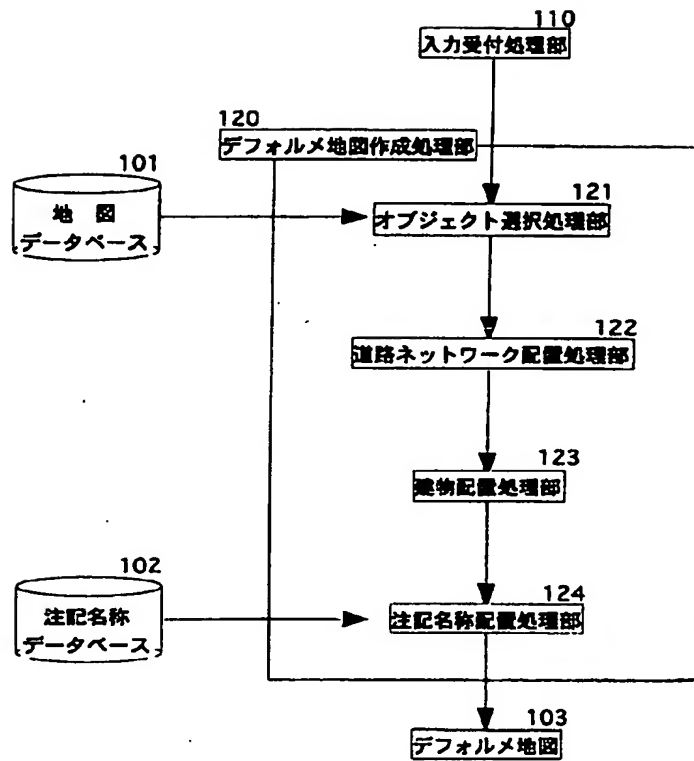 110
入力受付処理部
120
デフォルメ地図作成処理部
101
地 図
データベース
121
オブジェクト選択処理部
122
道路ネットワーク配置処理部
123
建物配置処理部
102
注記名称
データベース
124
注記名称配置処理部
103
デフォルメ地図